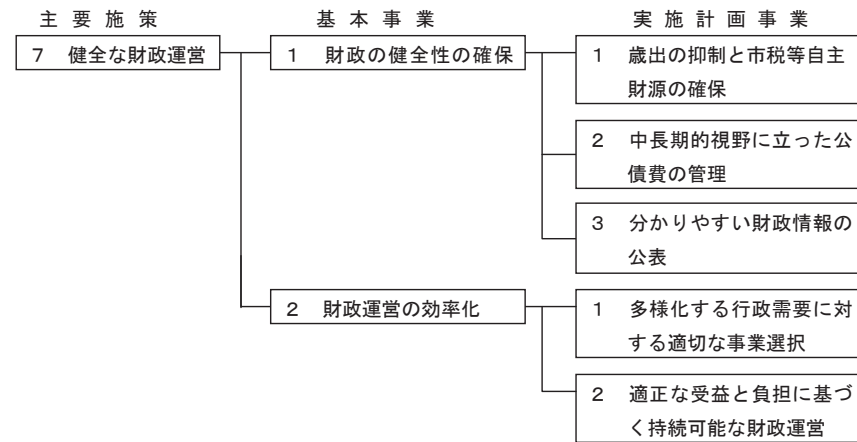 主要施策
基本事業
実施計画事業
7 健全な財政運営
1 財政の健全性の確保
1 歳出の抑制と市税等自主
財源の確保
2 中長期的視野に立った公
債費の管理
3 分かりやすい財政情報の
公表
2 財政運営の効率化
1 多様化する行政需要に対
する適切な事業選択
2 適正な受益と負担に基づ
く持続可能な財政運営